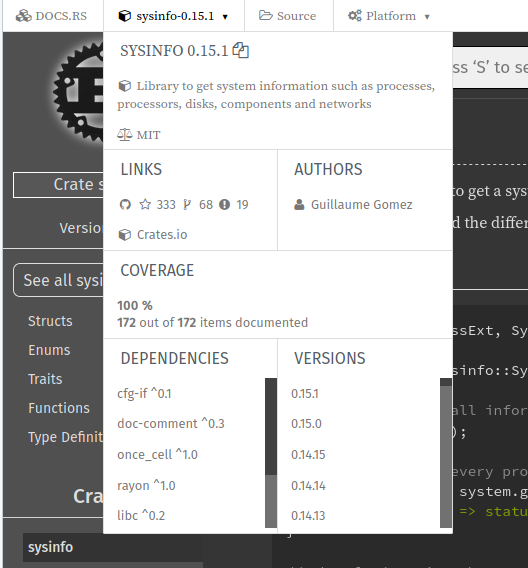 DOCS.RS sysinfo-0.15.1 Source Platform
SYSINFO 0.15.1
Library to get system information such as processes,
processors, disks, components and networks
MIT
LINKS
333 68 19
Crates.io
AUTHORS
Guillaume Gomez
COVERAGE
100 %
172 out of 172 items documented
DEPENDENCIES
cfg-if ^0.1
doc-comment ^0.3
once_cell ^1.0
rayon ^1.0
libc ^0.2
VERSIONS
0.15.1
0.15.0
0.14.15
0.14.14
0.14.13
Crate s
Versio
See all sysi
Structs
Enums
Traits
Functions
Type Definit
Cra
sysinfo
ss ‘S’ to se
to get a sys
d the differ
ssExt, Sy
sinfo::Sy
all infor
);
every pro
system.g
=> statu
}